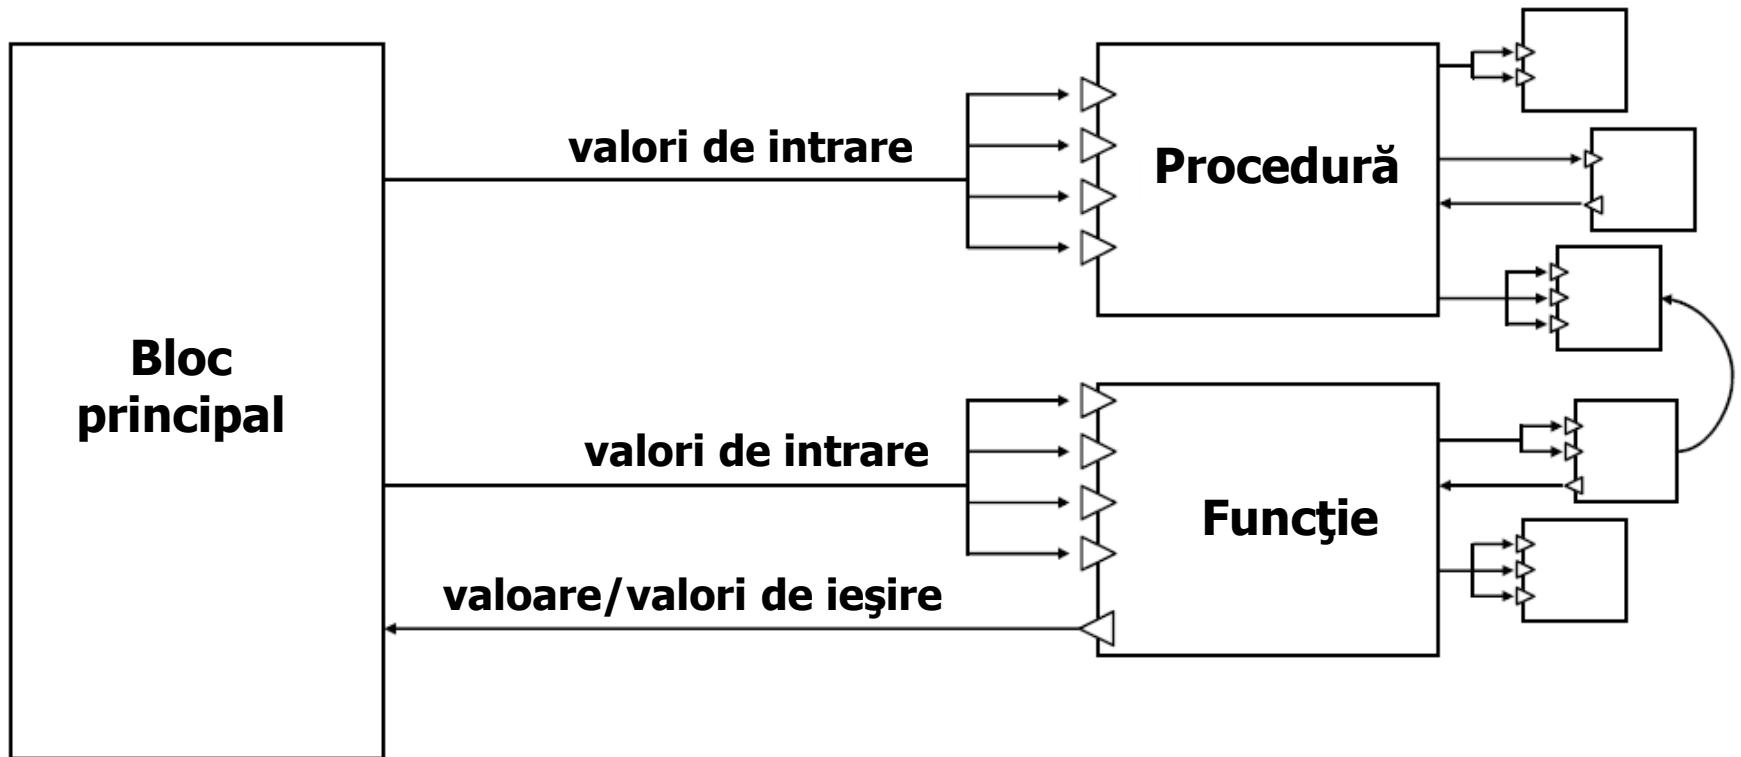 valori de intrare
Procedură
Bloc
principal
valori de intrare
Funcţie
valoare/valori de ieşire